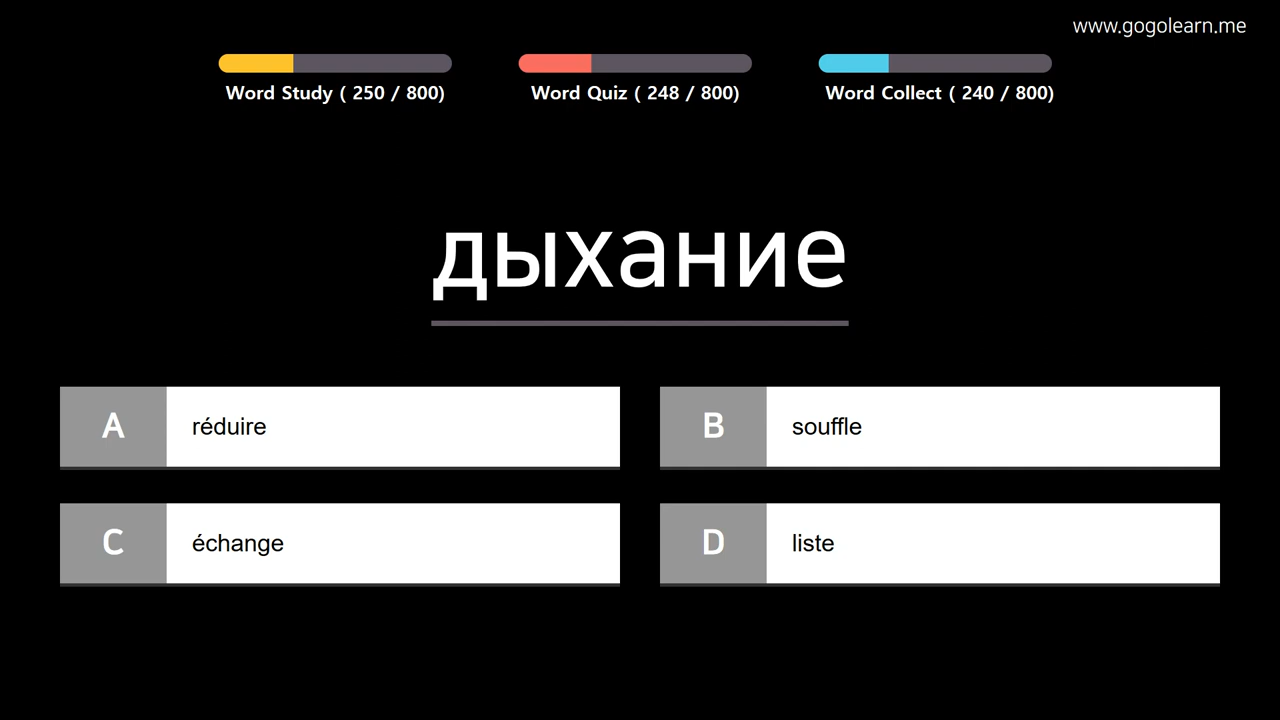 www.gogolearn.me
Word Study ( 250 / 800)
Word Quiz ( 248 / 800)
Word Collect ( 240 / 800)
дыхание
A réduire
B souffle
C échange
D liste